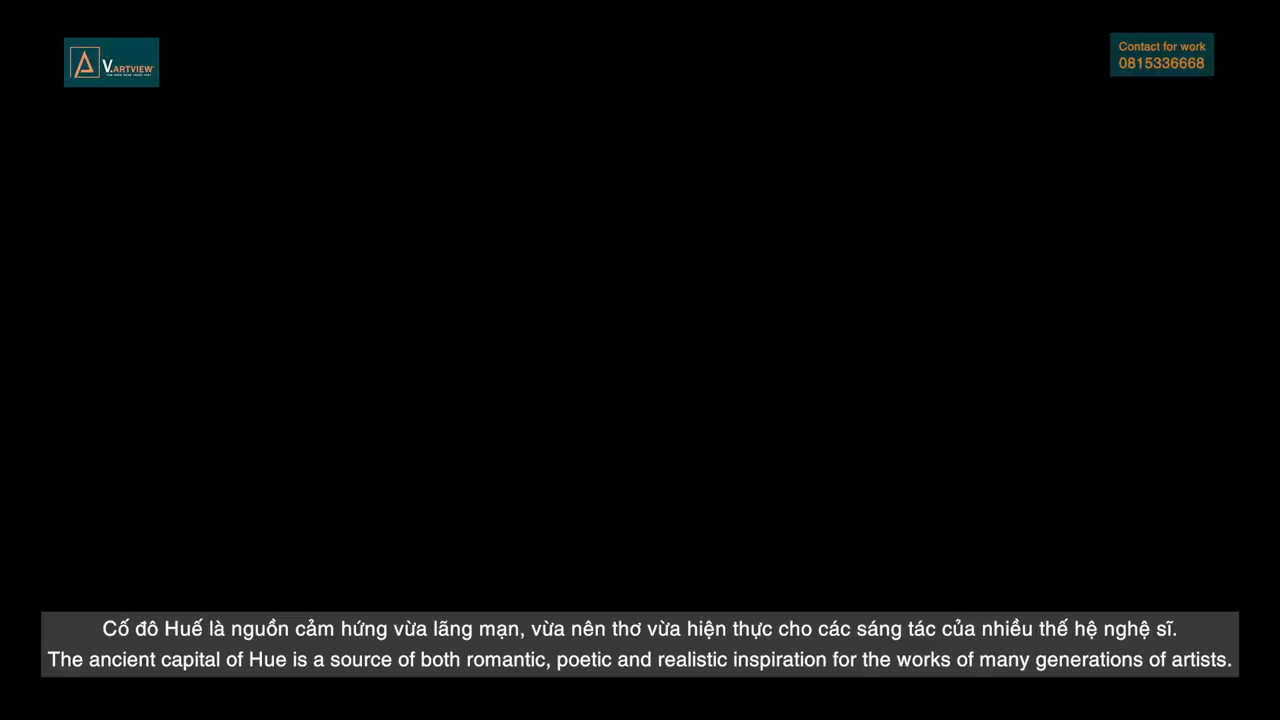 V.ARTVIEW
Contact for work
0815336668
Cố đô Huế là nguồn cảm hứng vừa lãng mạn, vừa nên thơ vừa hiện thực cho các sáng tác của nhiều thế hệ nghệ sĩ.
The ancient capital of Hue is a source of both romantic, poetic and realistic inspiration for the works of many generations of artists.